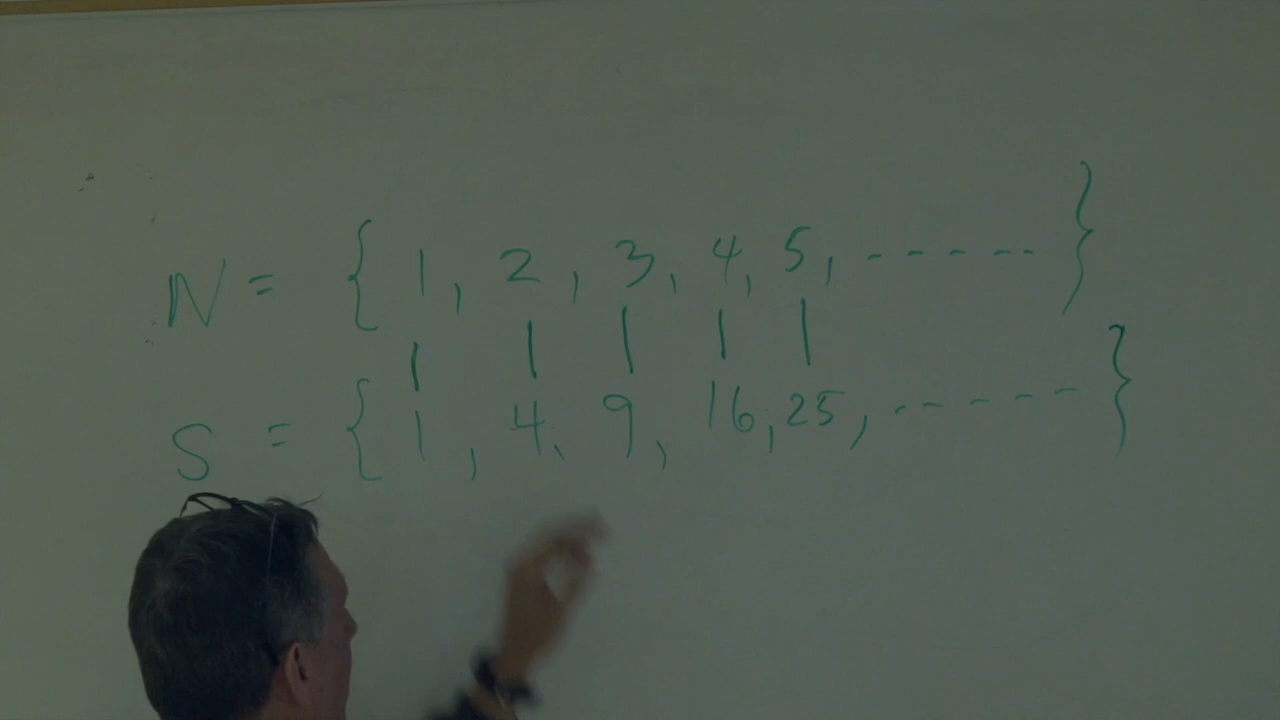 N = { 1, 2, 3, 4, 5, ----- }
| | | | |
S = { 1, 4, 9, 16, 25, ----- }